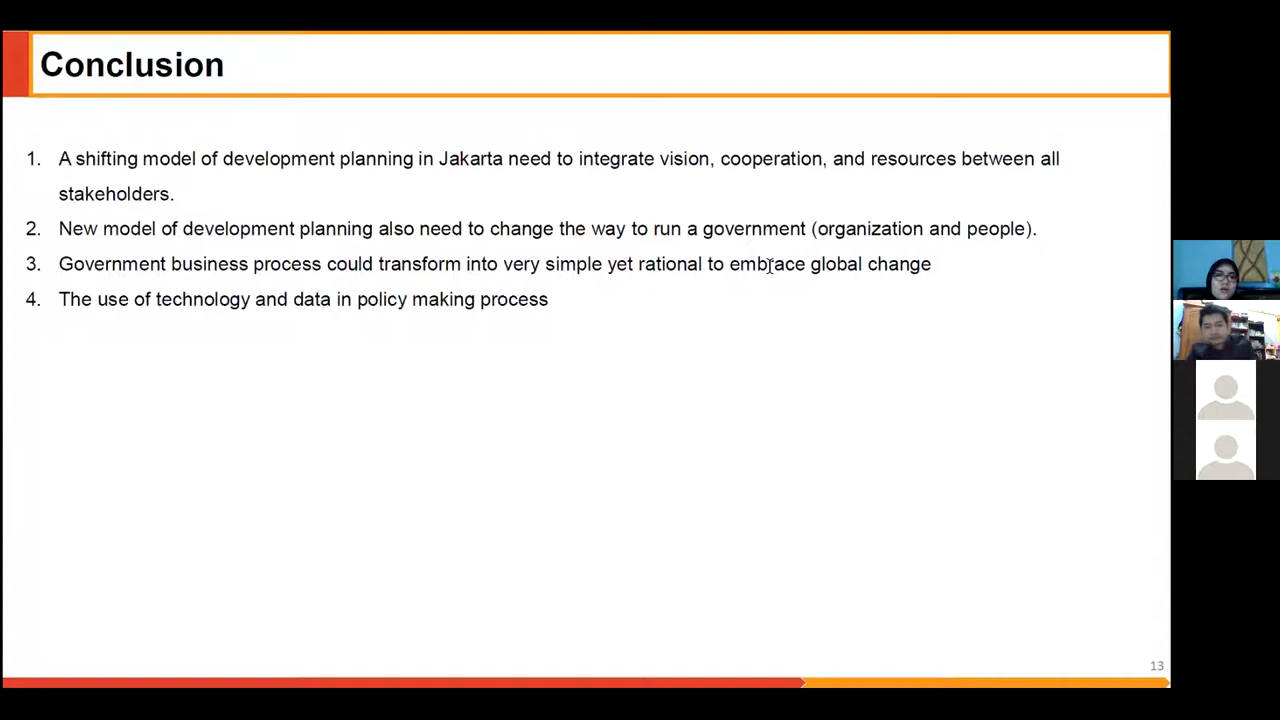 Conclusion
1. A shifting model of development planning in Jakarta need to integrate vision, cooperation, and resources between all
stakeholders.
2. New model of development planning also need to change the way to run a government (organization and people).
3. Government business process could transform into very simple yet rational to embrace global change
4. The use of technology and data in policy making process
13